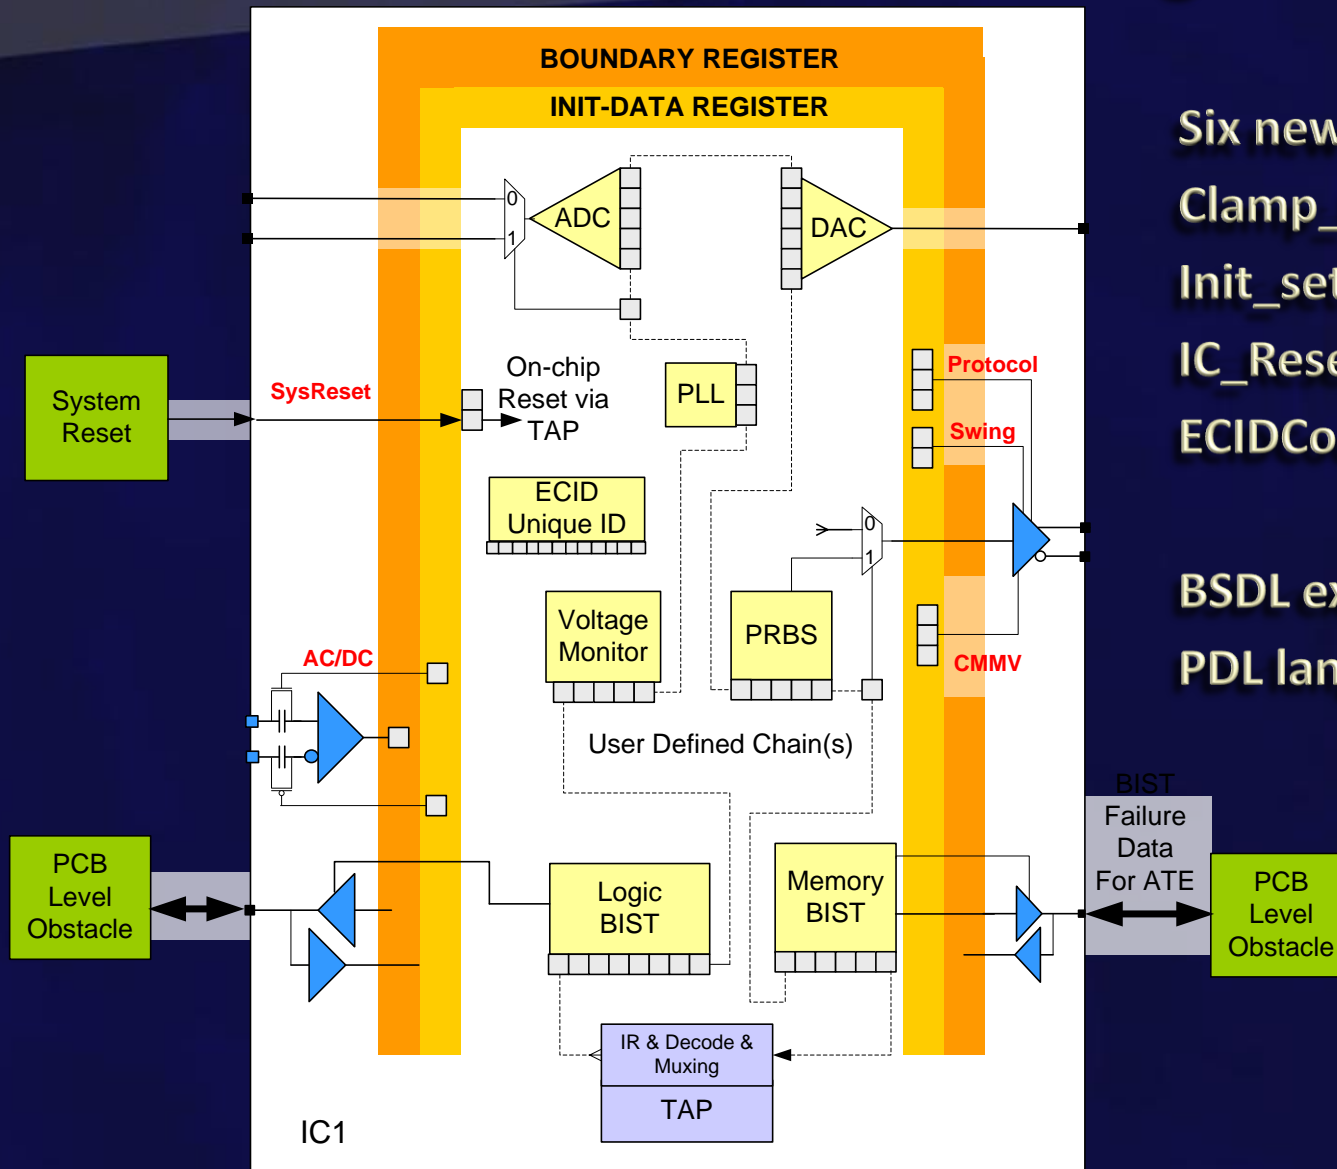 BOUNDARY REGISTER
INIT-DATA REGISTER
Six new
Clamp_
Init_set
IC_Rese
ECIDCo
BSDL ex
PDL lan
0
1
ADC
DAC
System
Reset
SysReset
On-chip
Reset via
TAP
PLL
Protocol
Swing
CMMV
ECID
Unique ID
0
1
Voltage
Monitor
PRBS
AC/DC
User Defined Chain(s)
PCB
Level
Obstacle
Logic
BIST
Memory
BIST
BIST
Failure
Data
For ATE
PCB
Level
Obstacle
IR & Decode &
Muxing
TAP
IC1